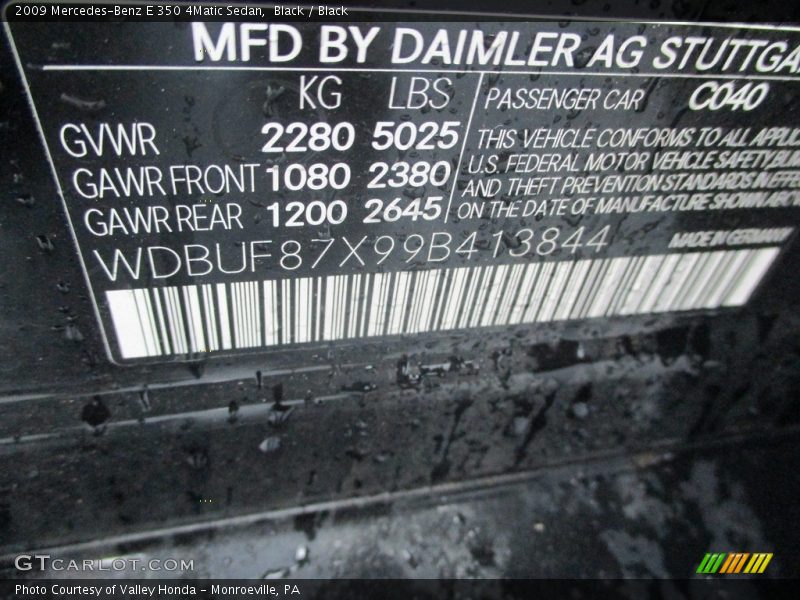 2009 Mercedes-Benz E 350 4Matic Sedan, Black / Black
MFD BY DAIMLER AG STUTTGA
KG LBS
PASSENGER CAR C040
GVWR 2280 5025
GAWR FRONT 1080 2380
GAWR REAR 1200 2645
THIS VEHICLE CONFORMS TO ALL APPLIC
U.S. FEDERAL MOTOR VEHICLE SAFETY BUM
AND THEFT PREVENTION STANDARDS IN EFFE
ON THE DATE OF MANUFACTURE SHOWN ABO
WDBUF87X99B413844
MADE IN GERMANY
GTCARLOT.COM
Photo Courtesy of Valley Honda - Monroeville, PA